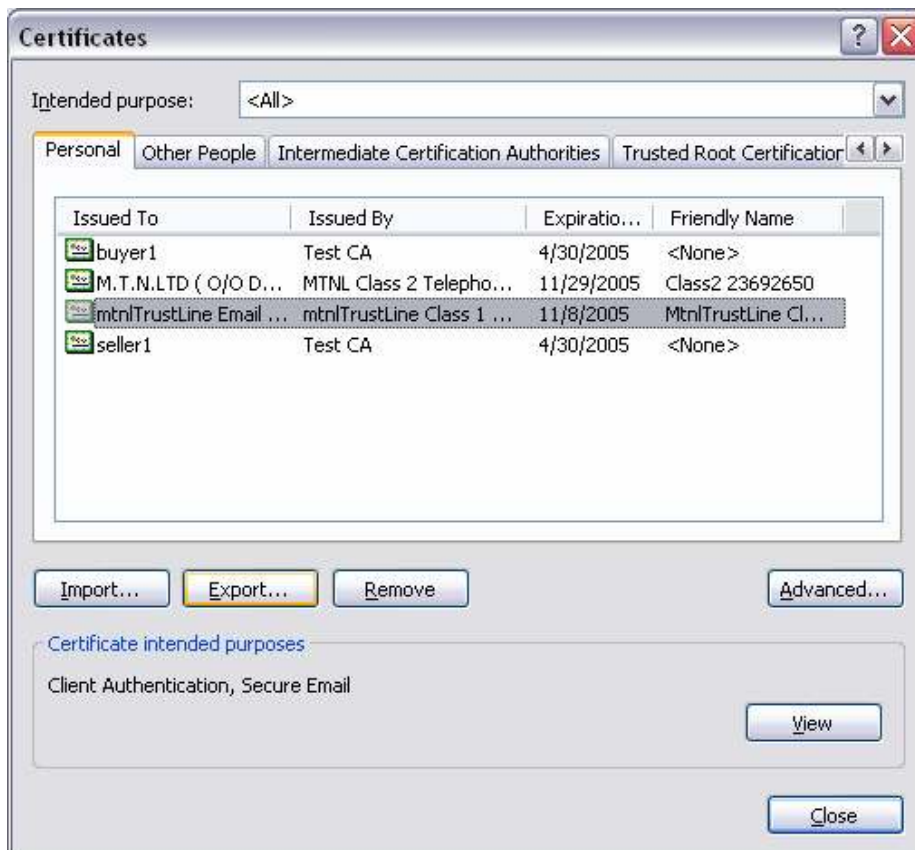 Certificates
Intended purpose: <All>
Personal Other People Intermediate Certification Authorities Trusted Root Certification
Issued To Issued By Expiratio... Friendly Name
buyer1 Test CA 4/30/2005 <None>
M.T.N.LTD ( O/O D... MTNL Class 2 Telepho... 11/29/2005 Class2 23692650
mtnlTrustLine Email ... mtnlTrustLine Class 1 ... 11/8/2005 MtnlTrustLine Cl...
seller1 Test CA 4/30/2005 <None>
Import... Export... Remove Advanced...
Certificate intended purposes
Client Authentication, Secure Email
View
Close